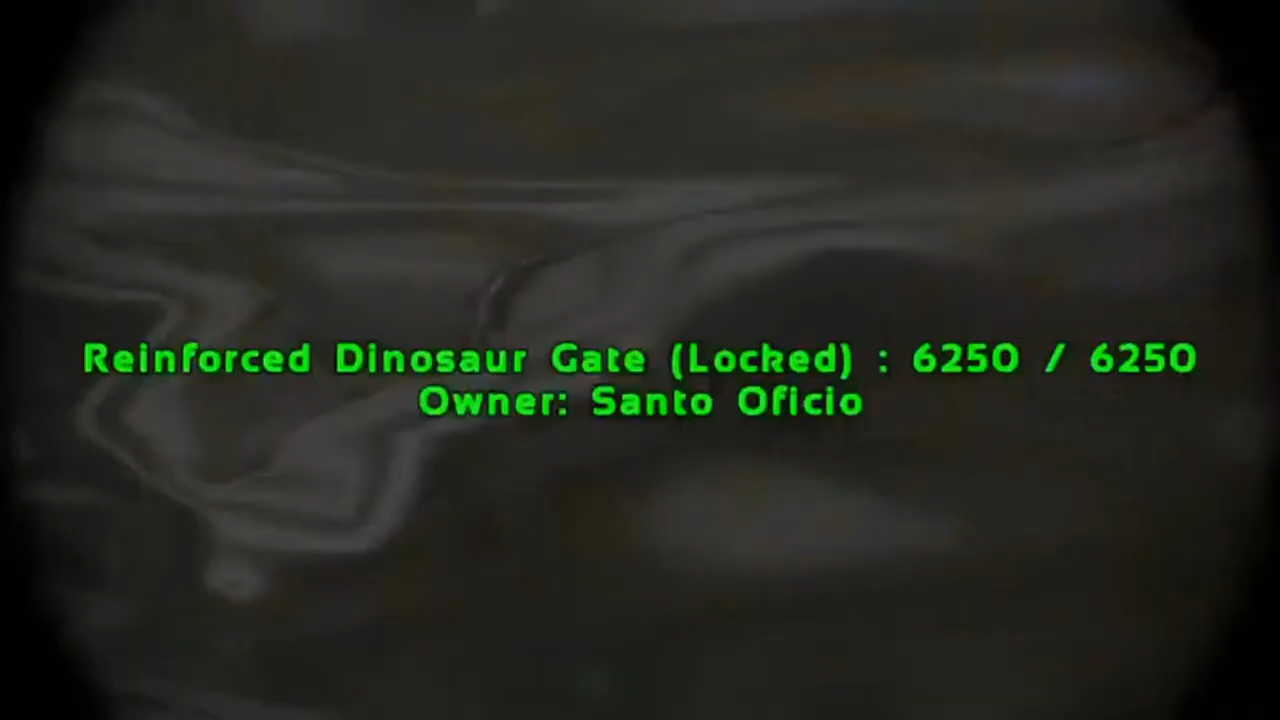 Reinforced Dinosaur Gate (Locked) : 6250 / 6250
Owner: Santo Oficio